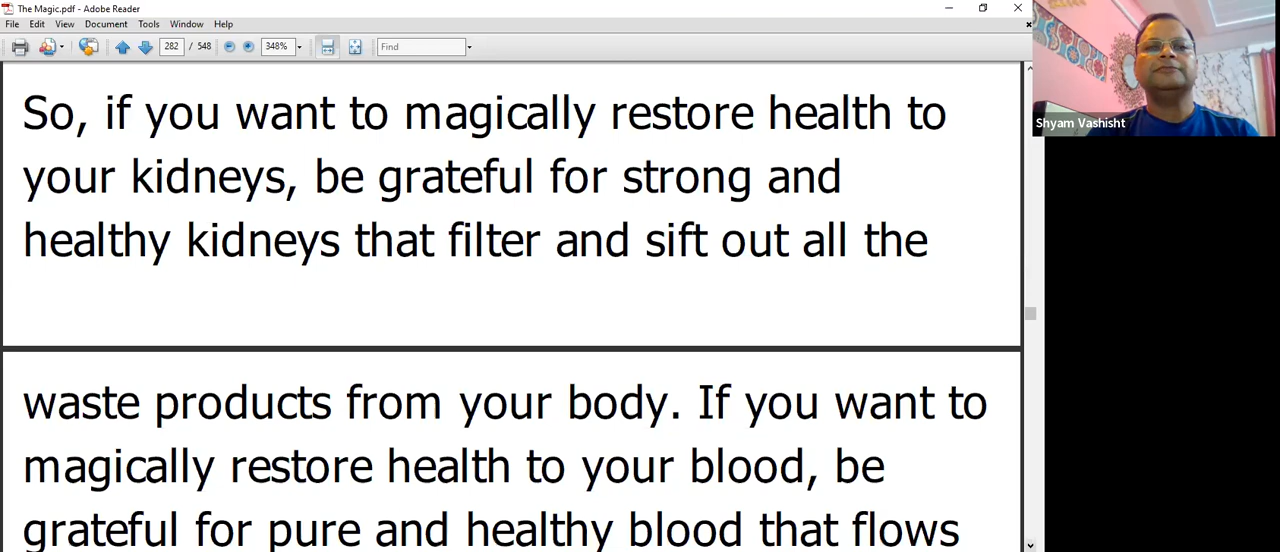 The Magic.pdf - Adobe Reader
File Edit View Document Tools Window Help
282 / 548 348% Find
Shyam Vashisht
So, if you want to magically restore health to
your kidneys, be grateful for strong and
healthy kidneys that filter and sift out all the
waste products from your body. If you want to
magically restore health to your blood, be
grateful for pure and healthy blood that flows